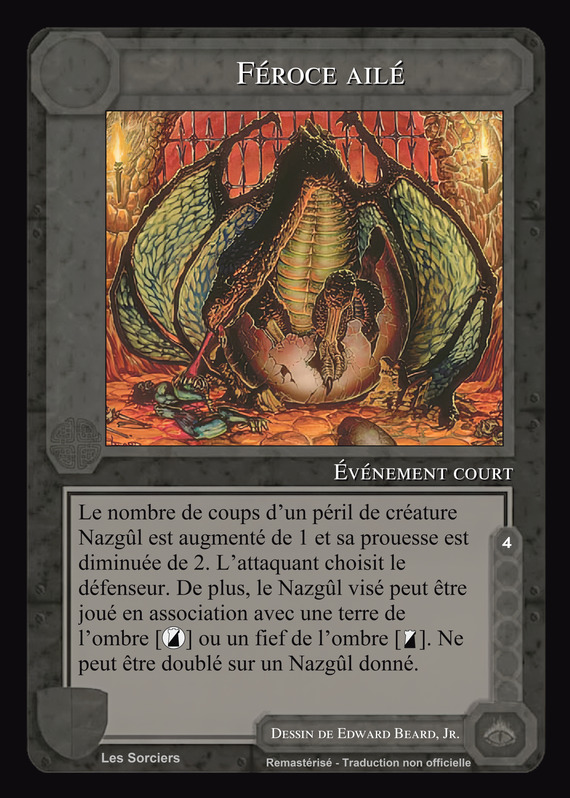 Féroce ailé
Événement court
Le nombre de coups d’un péril de créature
Nazgûl est augmenté de 1 et sa prouesse est
diminuée de 2. L’attaquant choisit le
défenseur. De plus, le Nazgûl visé peut être
joué en association avec une terre de
l’ombre [ ] ou un fief de l’ombre [ ]. Ne
peut être doublé sur un Nazgûl donné.
4
Dessin de Edward Beard, Jr.
Les Sorciers
Remastérisé - Traduction non officielle